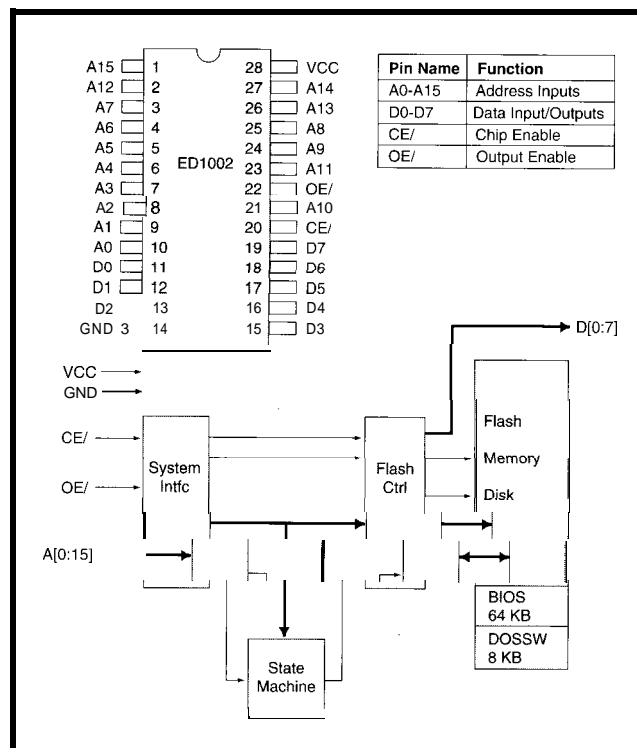 A15 1 28 VCC
A12 2 27 A14
A7 3 26 A13
A6 4 25 A8
A5 5 24 A9
A4 6 ED1002 23 A11
A3 7 22 OE/
A2 8 21 A10
A1 9 20 CE/
A0 10 19 D7
D0 11 18 D6
D1 12 17 D5
D2 13 16 D4
GND 3 14 15 D3
Pin Name Function
A0-A15 Address Inputs
D0-D7 Data Input/Outputs
CE/ Chip Enable
OE/ Output Enable
D[0:7]
VCC
GND
CE/
OE/
A[0:15]
System
Intfc
Flash
Ctrl
Flash
Memory
Disk
BIOS
64 KB
DOSSW
8 KB
State
Machine